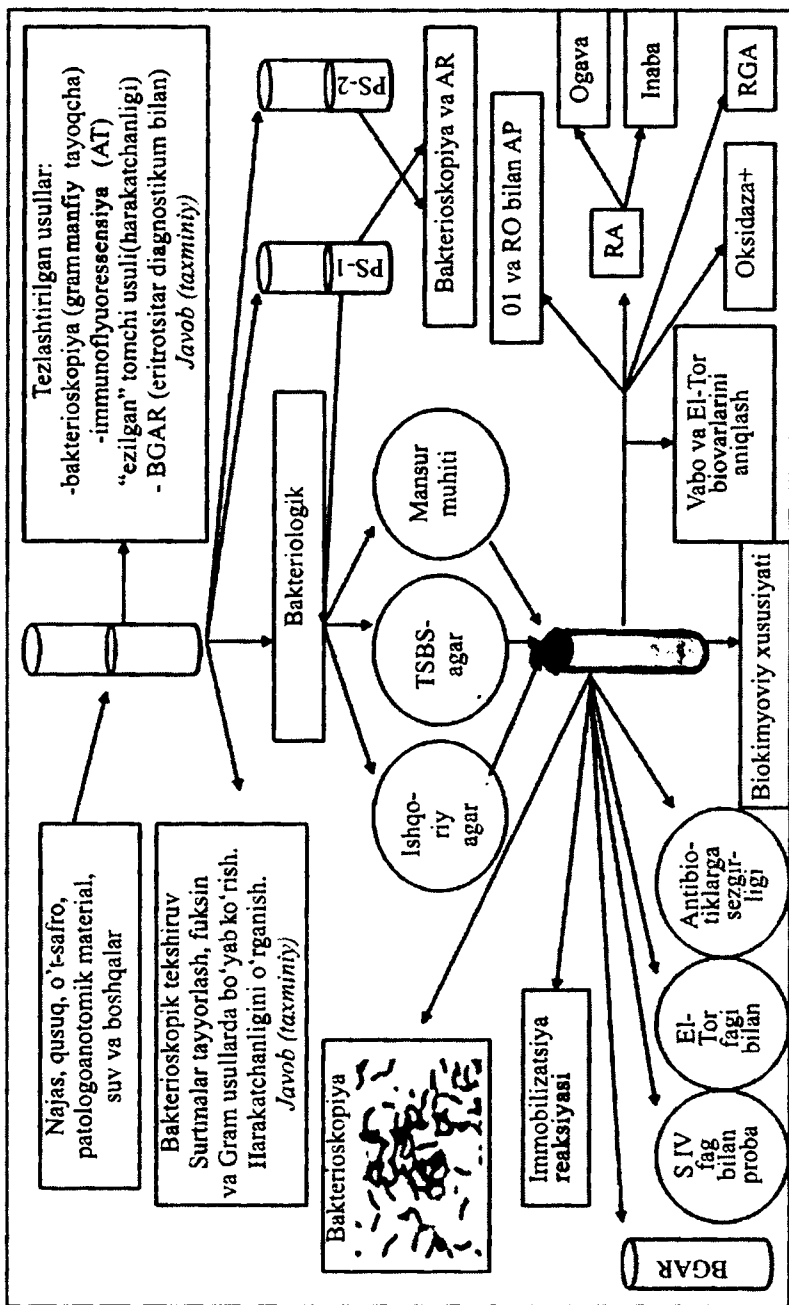 Najas, qusuq, o't-safro,
patologoanotomik material,
suv va boshqalar
Tezlashtirilgan usullar:
-bakterioskopiya (grammanfiy tayoqcha)
-immunoflyuoressensiya (AT)
"ezilgan" tomchi usuli(harakatchanligi)
- BGAR (eritrotsitar diagnostikum bilan)
Javob (taxminiy)
Bakterioskopik tekshiruv
Surtmalar tayyorlash, fuksin
va Gram usullarda bo'yab ko'rish.
Harakatchanligini o'rganish.
Javob (taxminiy)
Bakteriologik
PS-1
PS-2
Bakterioskopiya va AR
Ishqo-
riy
agar
TSBS-
agar
Mansur
muhiti
Bakterioskopiya
01 va RO bilan AP
Ogava
RA
Inaba
Immobilizatsiya
reaksiyasi
RGA
Oksidaza+
Vabo va El-Tor
biovarlarini
aniqlash
BGAR
S IV
fag
bilan
proba
El-
Tor
fagi
bilan
Antibio-
tiklarga
sezgir-
ligi
Biokimyoviy xususiyati